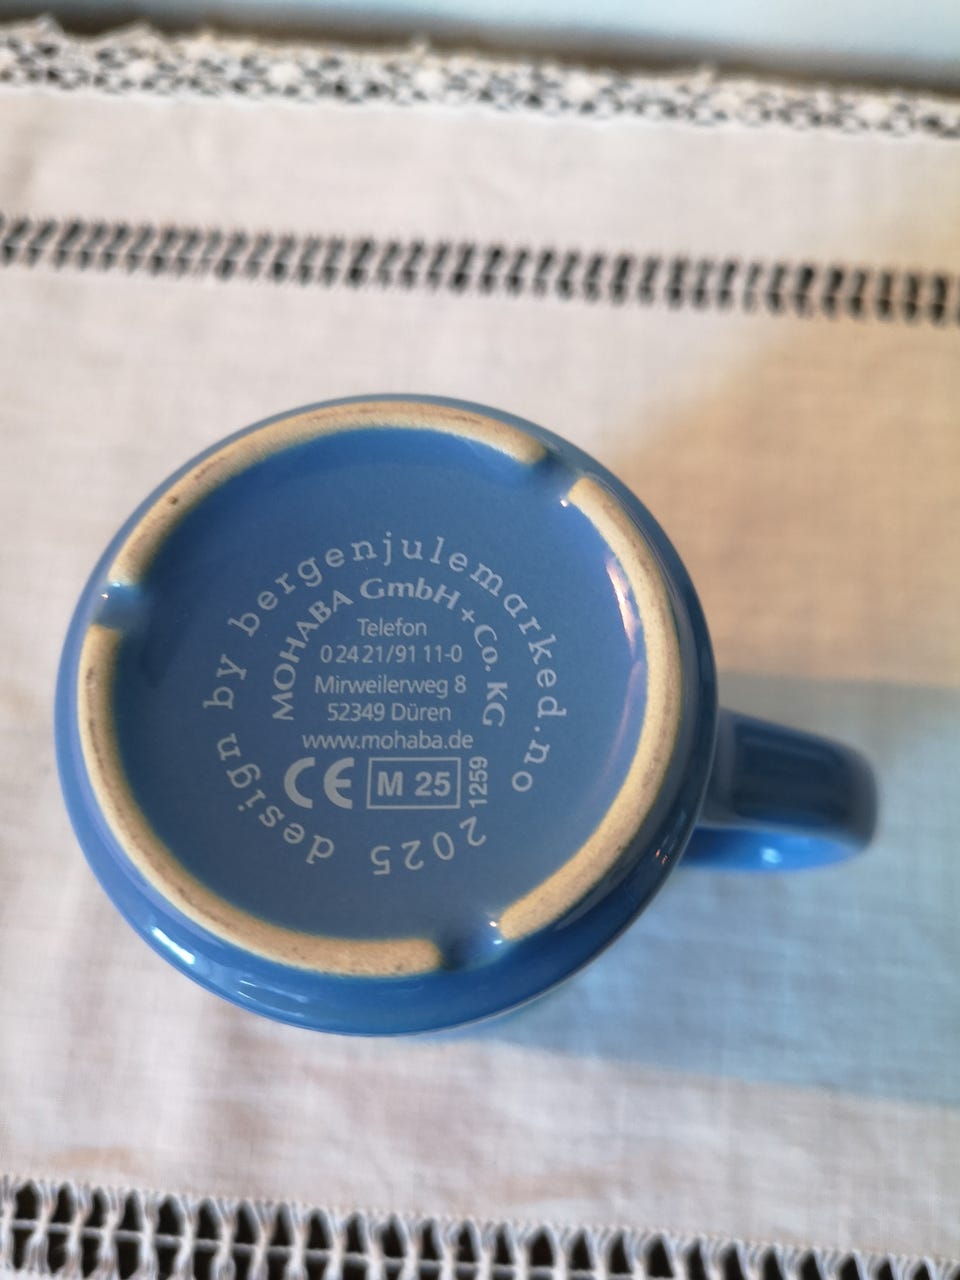 design by bergenjulemarked.no
2025
MOHABA GmbH + Co. KG
Telefon
0 24 21/91 11-0
Mirweilerweg 8
52349 Düren
www.mohaba.de
CE M 25 1259